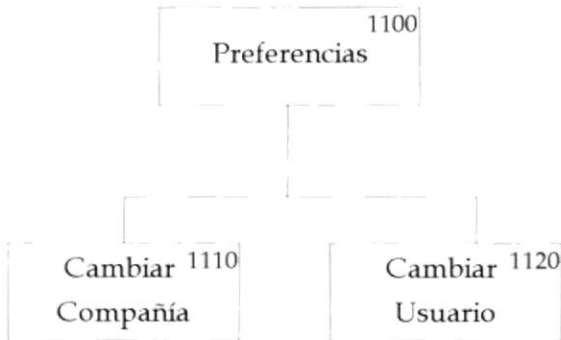 1100
Preferencias
Cambiar 1110
Compañía
Cambiar 1120
Usuario